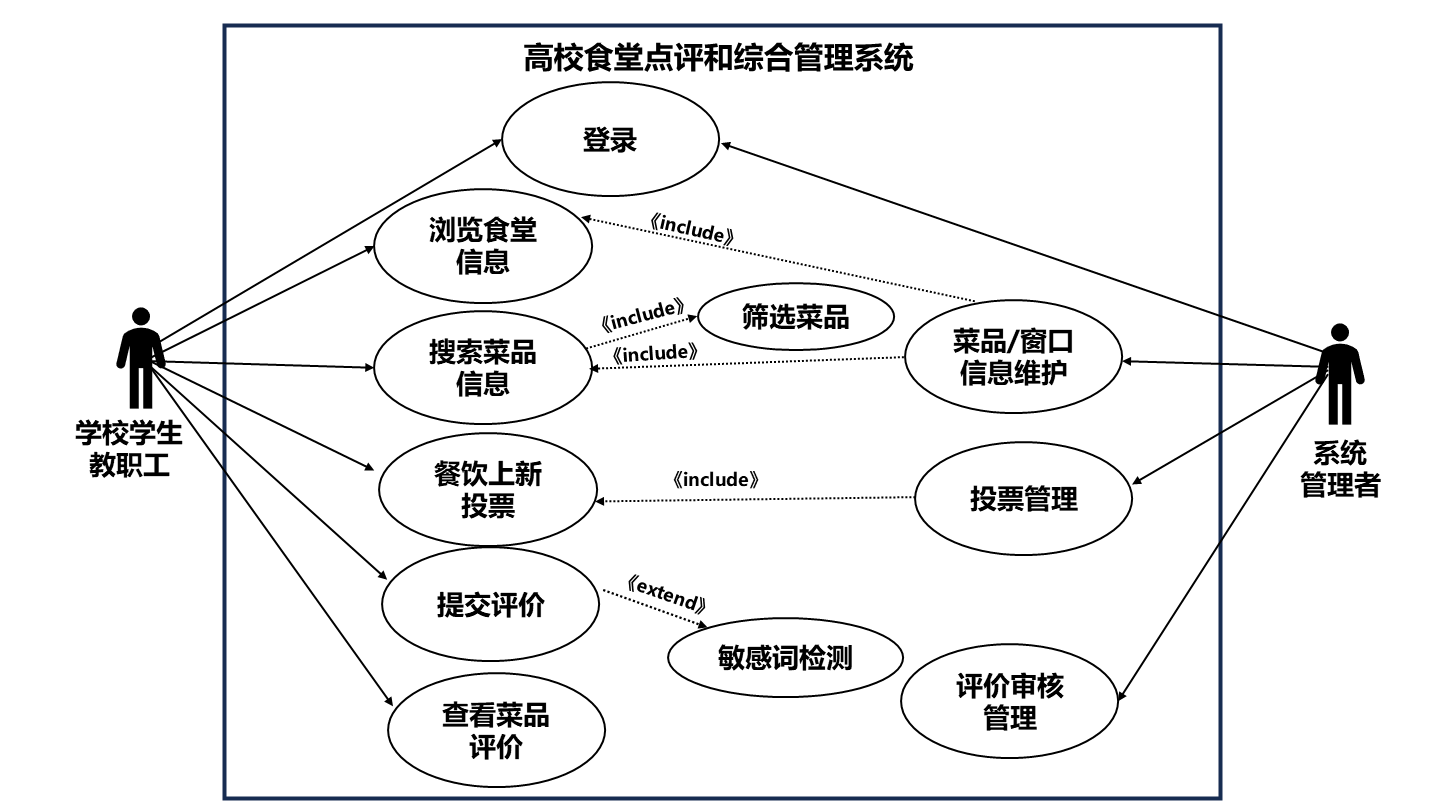 高校食堂点评和综合管理系统
登录
浏览食堂
信息
《include》
《include》
筛选菜品
搜索菜品
信息
《include》
菜品/窗口
信息维护
学校学生
教职工
系统
管理者
餐饮上新
投票
《include》
投票管理
提交评价
《extend》
敏感词检测
评价审核
管理
查看菜品
评价